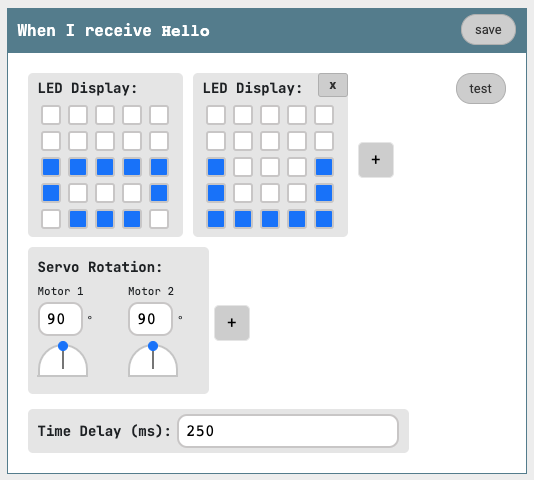 When I receive Hello
save
LED Display:
LED Display:
x
test
+
Servo Rotation:
Motor 1
Motor 2
90 °
90 °
+
Time Delay (ms): 250